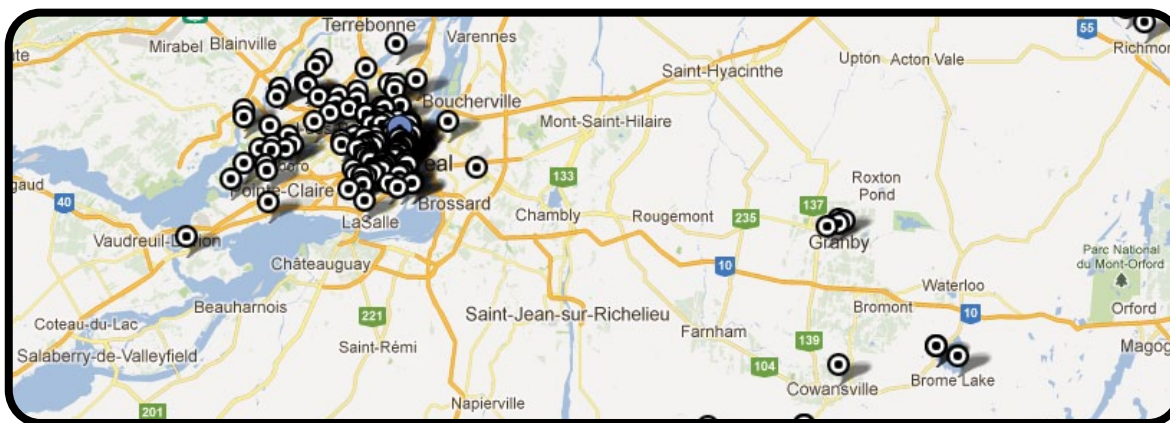 Terrebonne
55
Mirabel
Blainville
Varennes
Richmon
Upton
Acton Vale
Saint-Hyacinthe
Boucherville
Mont-Saint-Hilaire
eal
133
Roxton
Pond
Pointe-Claire
40
137
Brossard
Chambly
Rougemont
235
LaSalle
Granby
Vaudreuil-Dorion
Parc National
du Mont-Orford
Châteauguay
10
Waterloo
Beauharnois
Bromont
Orford
221
Saint-Jean-sur-Richelieu
10
Coteau-du-Lac
Farnham
Saint-Rémi
139
Magog
Salaberry-de-Valleyfield
104
Cowansville
Brome Lake
Napierville
201